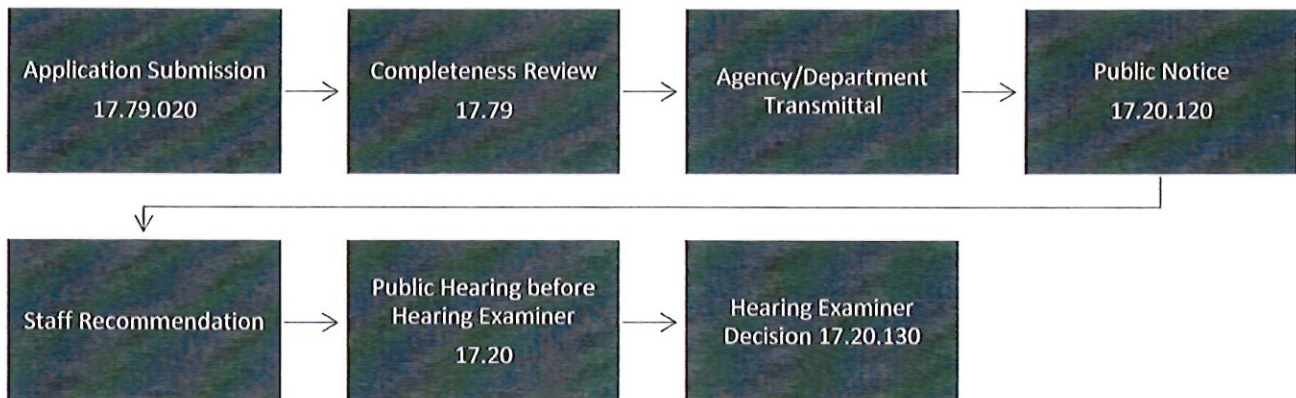 Application Submission
17.79.020
Completeness Review
17.79
Agency/Department
Transmittal
Public Notice
17.20.120
Staff Recommendation
Public Hearing before
Hearing Examiner
17.20
Hearing Examiner
Decision 17.20.130